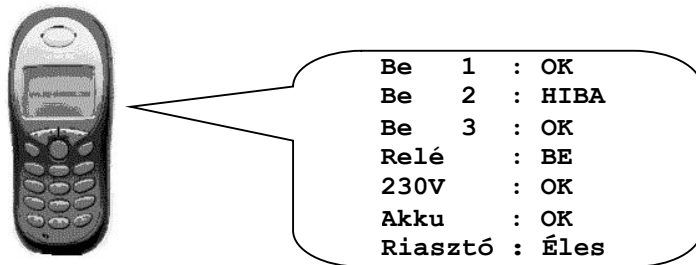 Be 1 : OK
Be 2 : HIBA
Be 3 : OK
Relé : BE
230V : OK
Akku : OK
Riasztó : Éles